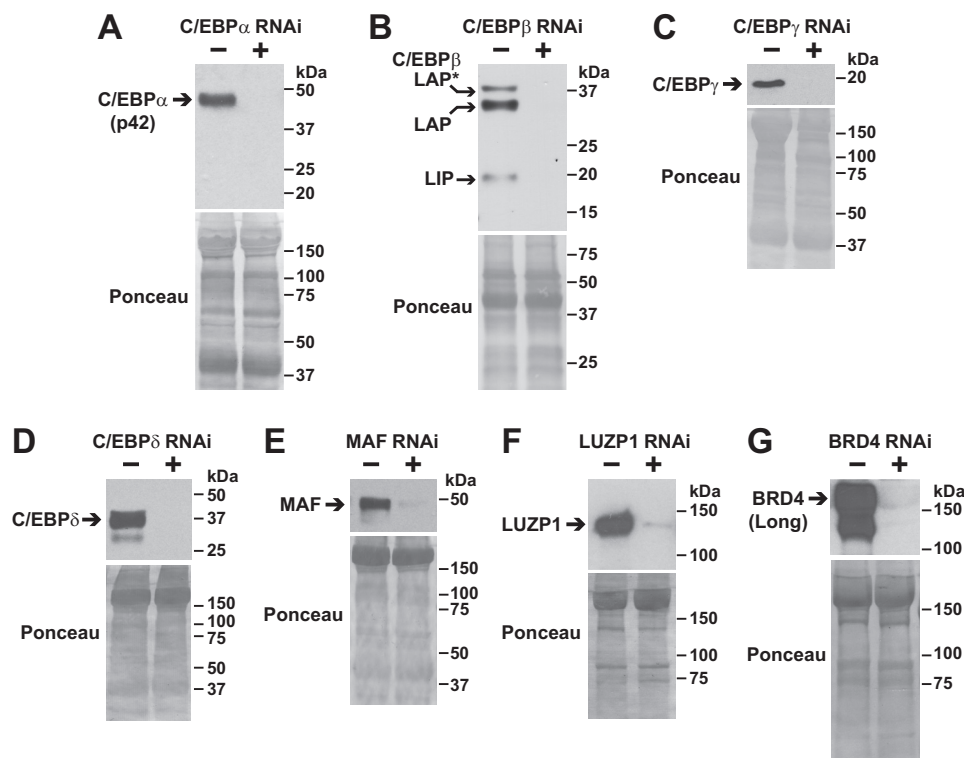 A
C/EBPα RNAi
− +
kDa
C/EBPα
(p42)
50
37
25
20
Ponceau
150
100
75
50
37
B
C/EBPβ RNAi
− +
C/EBPβ
kDa
LAP*
37
LAP
25
LIP
20
15
Ponceau
75
50
37
25
C
C/EBPγ RNAi
− +
kDa
20
C/EBPγ
Ponceau
150
100
75
50
37
D
C/EBPδ RNAi
− +
kDa
50
C/EBPδ
37
25
Ponceau
150
100
75
50
37
E
MAF RNAi
− +
kDa
MAF
50
Ponceau
150
100
75
50
37
F
LUZP1 RNAi
− +
kDa
150
LUZP1
100
Ponceau
150
100
75
G
BRD4 RNAi
− +
kDa
BRD4
(Long)
150
100
Ponceau
150
100
75